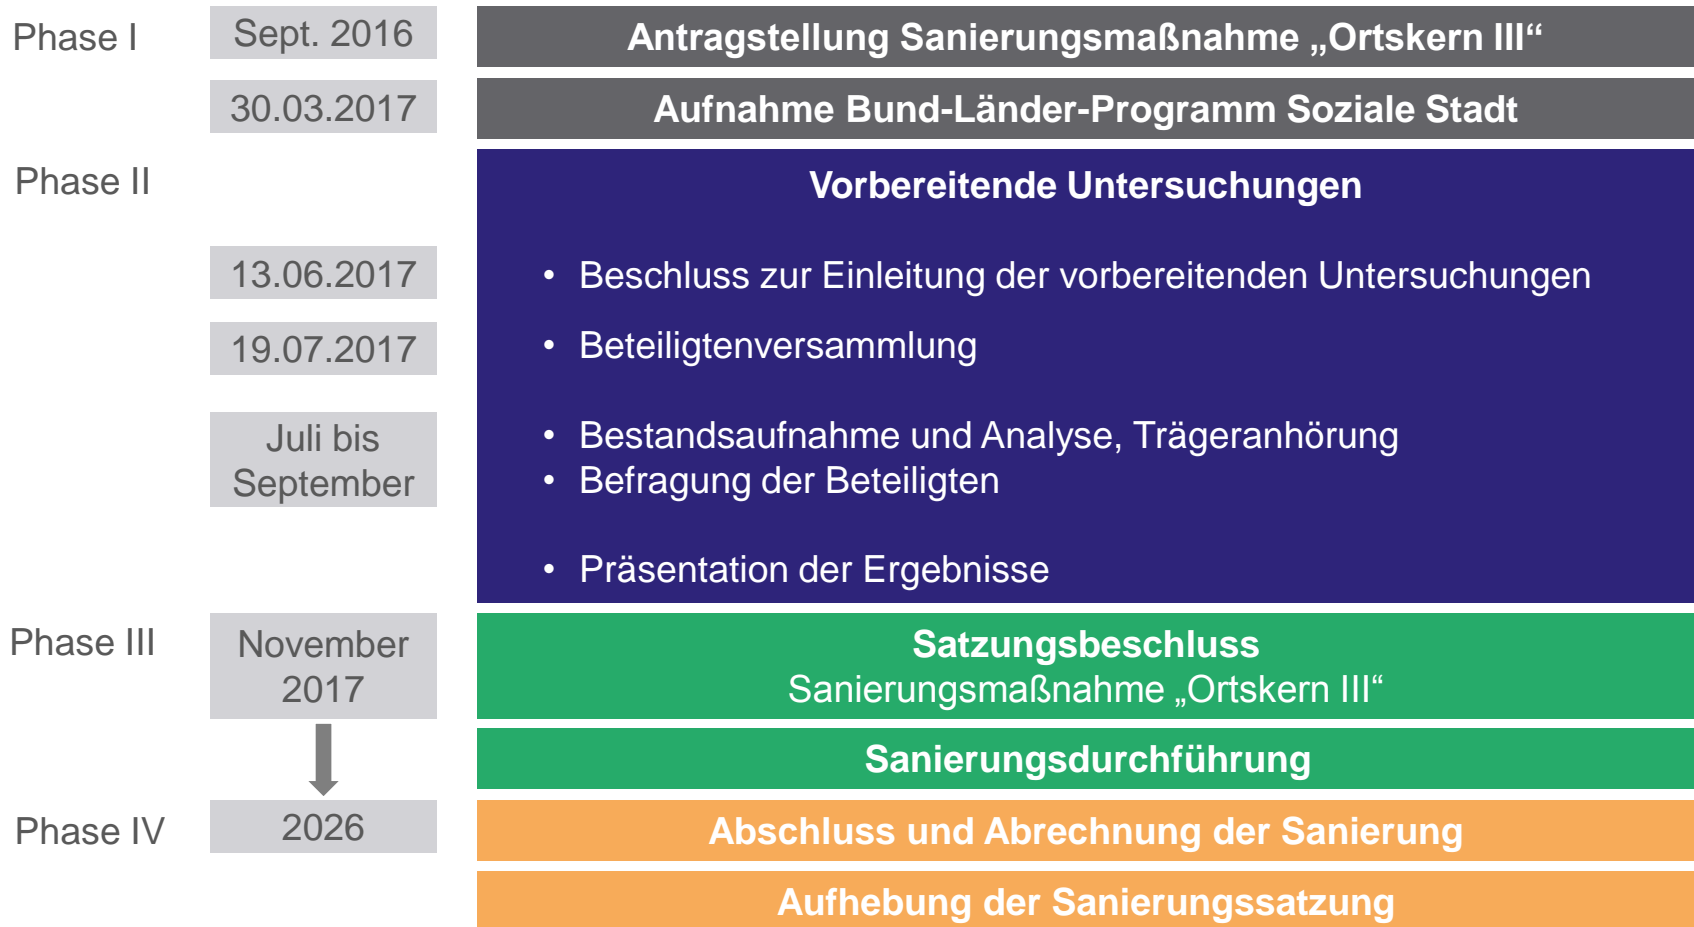 Phase I
Sept. 2016
Antragstellung Sanierungsmaßnahme „Ortskern III“
30.03.2017
Aufnahme Bund-Länder-Programm Soziale Stadt
Phase II
Vorbereitende Untersuchungen
13.06.2017
• Beschluss zur Einleitung der vorbereitenden Untersuchungen
19.07.2017
• Beteiligtenversammlung
Juli bis
September
• Bestandsaufnahme und Analyse, Trägeranhörung
• Befragung der Beteiligten
• Präsentation der Ergebnisse
Phase III
November
2017
Satzungsbeschluss
Sanierungsmaßnahme „Ortskern III“
Sanierungsdurchführung
Phase IV
2026
Abschluss und Abrechnung der Sanierung
Aufhebung der Sanierungssatzung